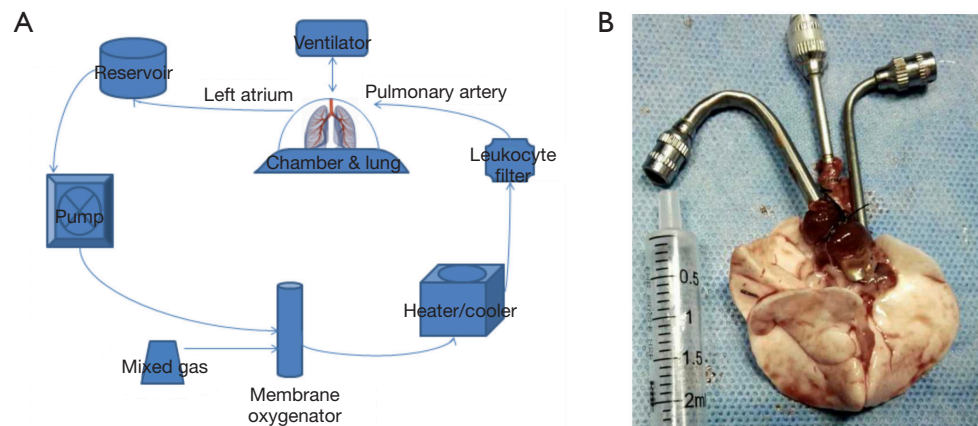 A
Ventilator
Reservoir
Left atrium
Pulmonary artery
Chamber & lung
Leukocyte
filter
Pump
Heater/cooler
Mixed gas
Membrane
oxygenator
B
0.5
1
1.5
2ml